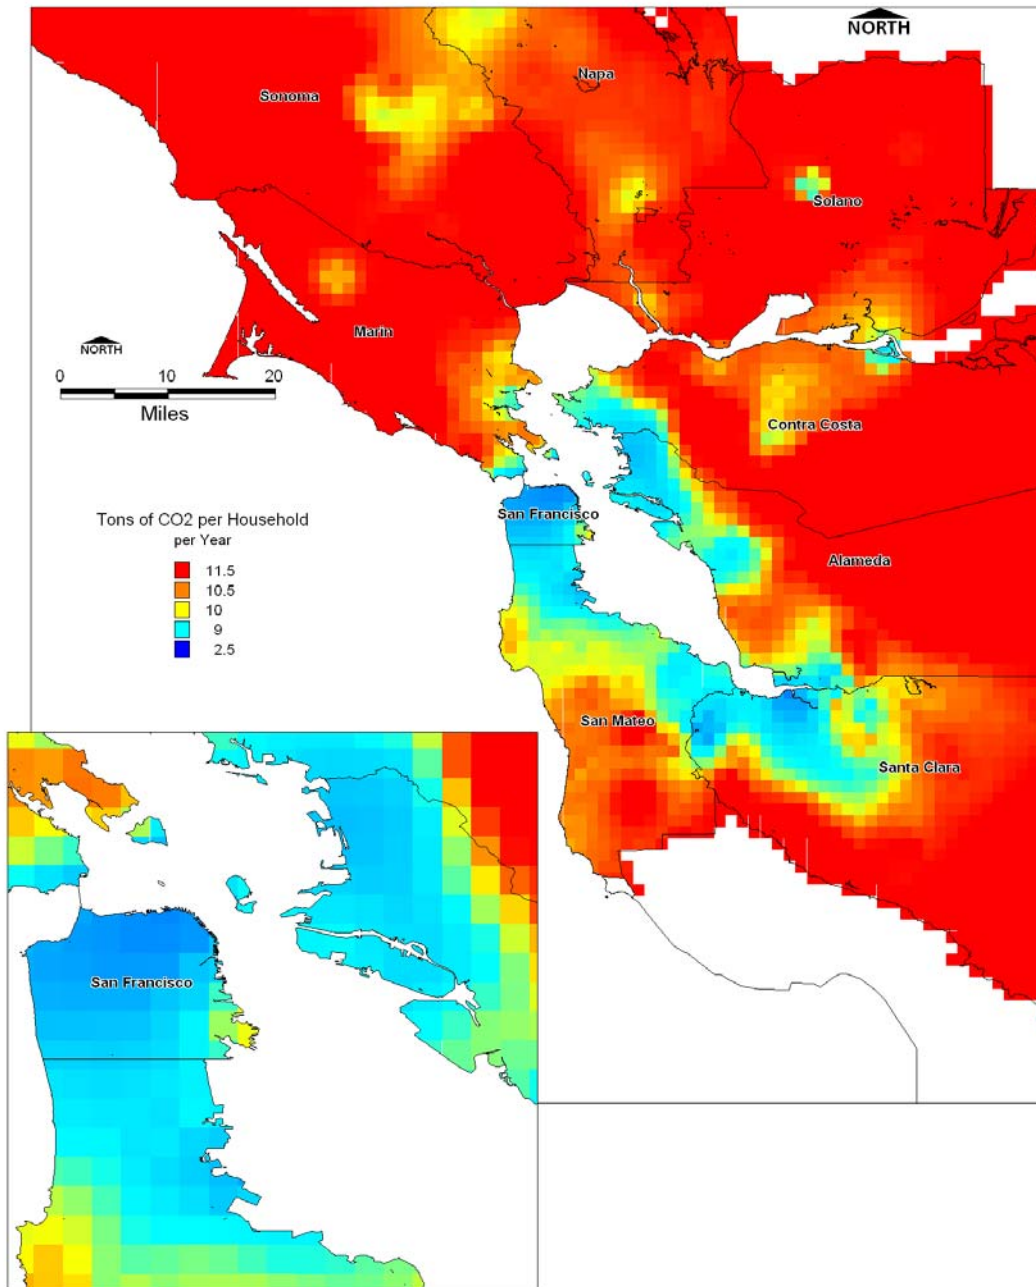 NORTH
Napa
Sonoma
Solano
Marin
NORTH
0 10 20
Miles
Contra Costa
San Francisco
Tons of CO2 per Household
per Year
11.5
10.5
10
9
2.5
Alameda
San Mateo
Santa Clara
San Francisco